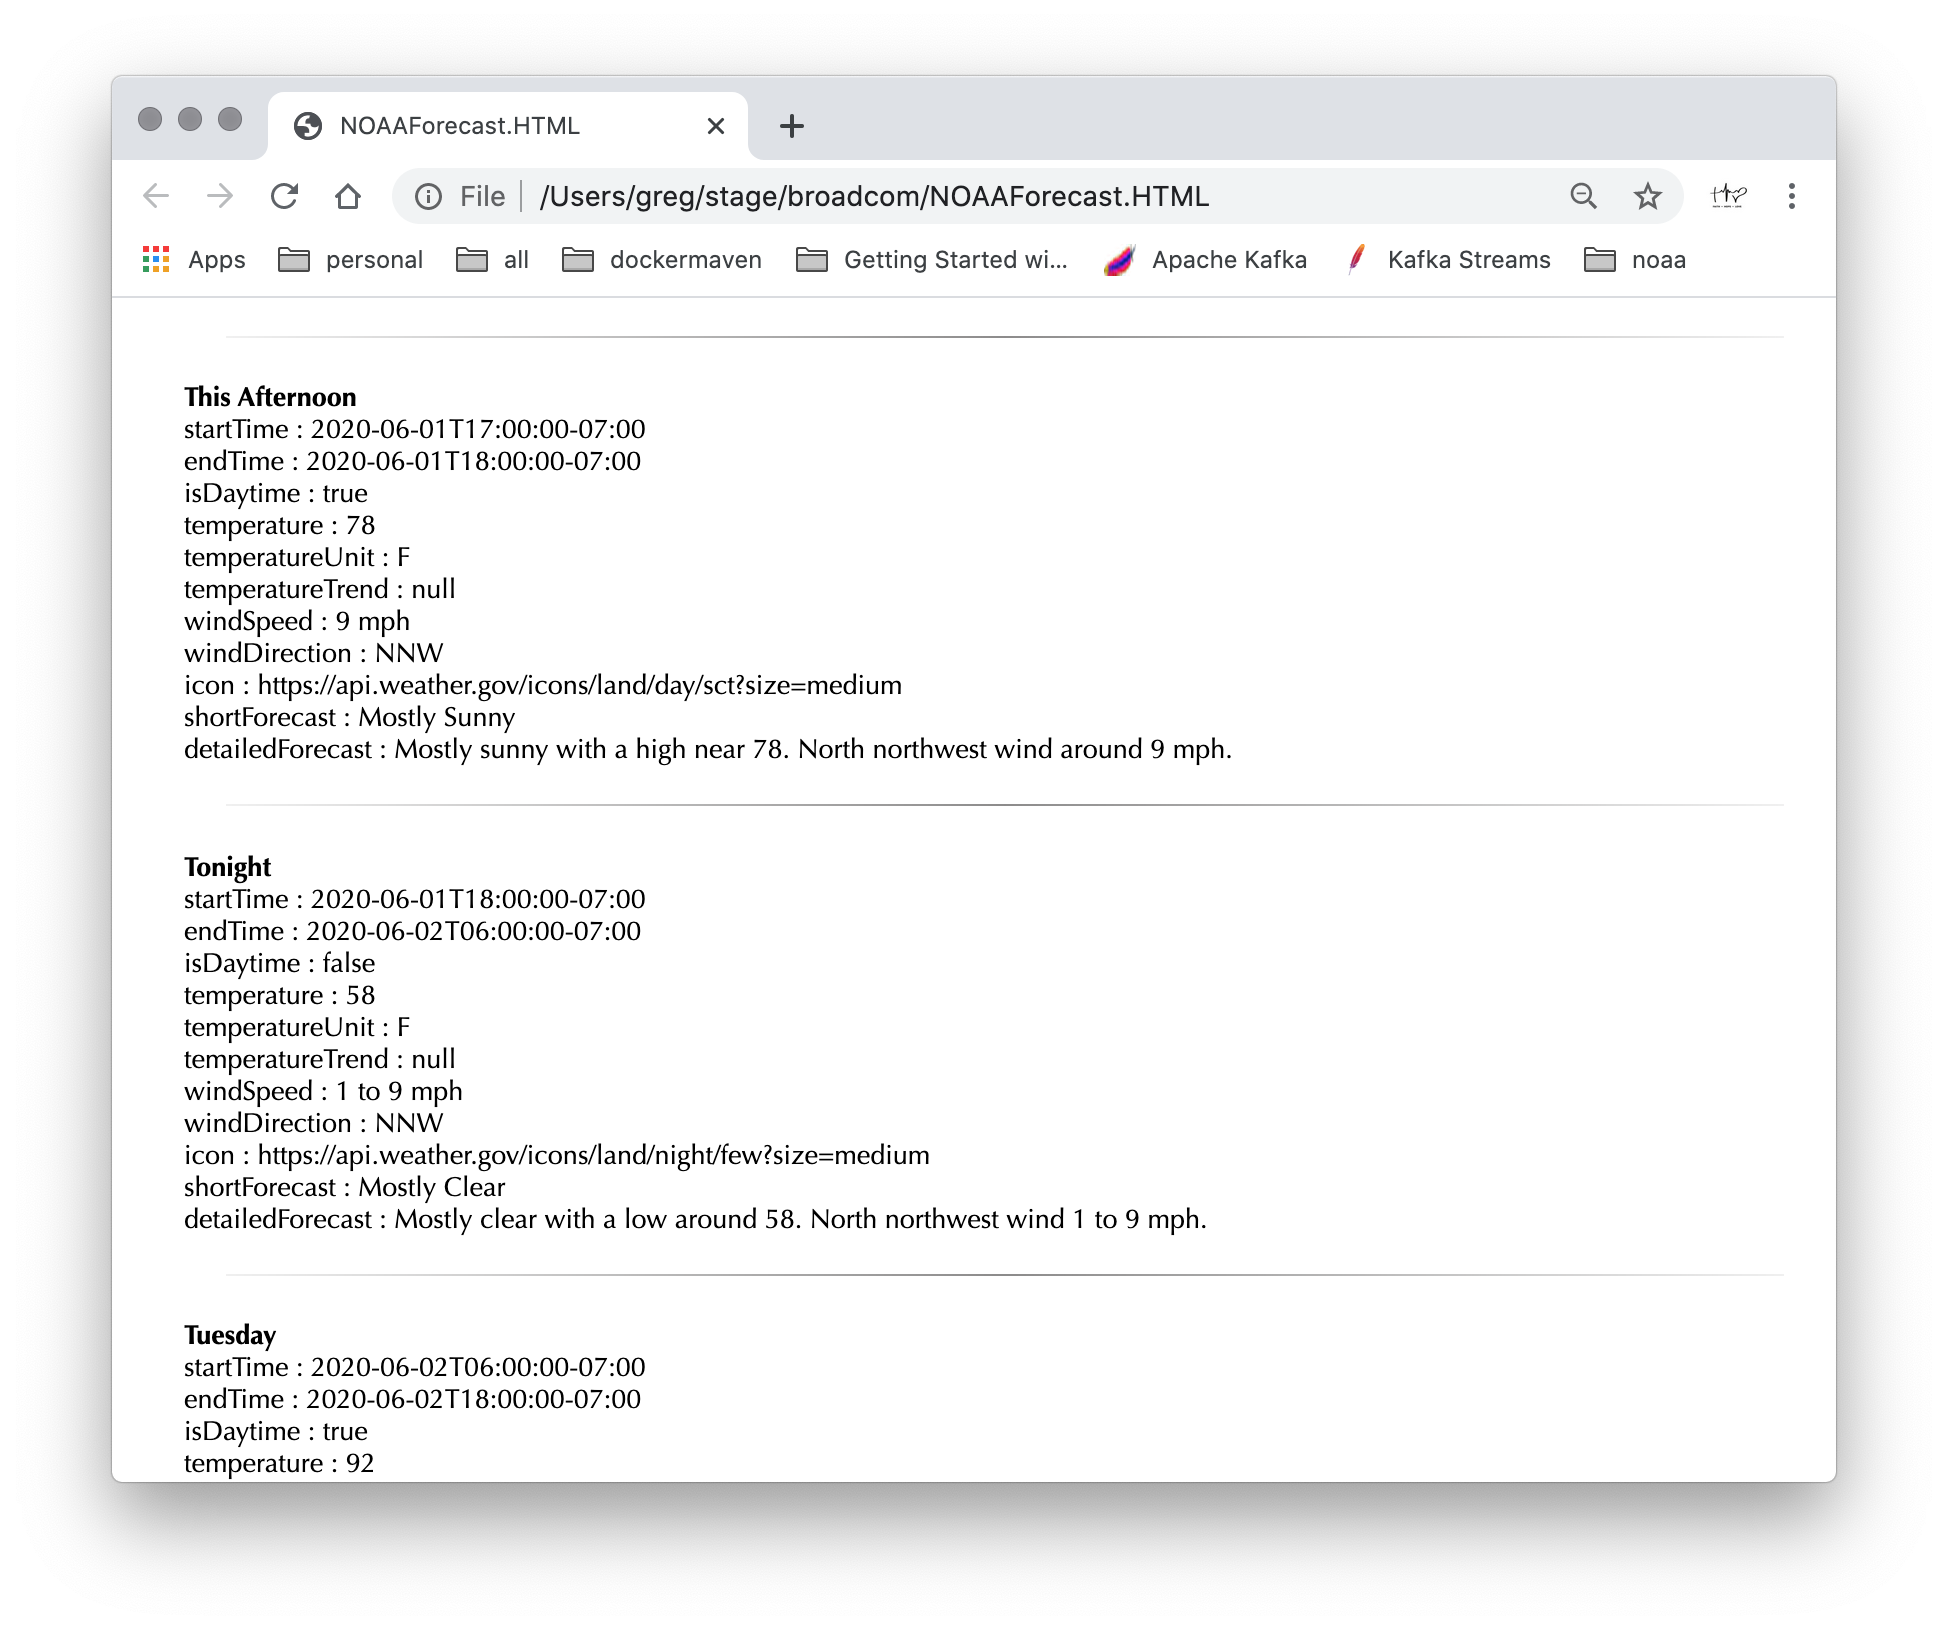 NOAAForecast.HTML
File /Users/greg/stage/broadcom/NOAAForecast.HTML
Apps personal all dockermaven Getting Started wi... Apache Kafka Kafka Streams noaa
This Afternoon
startTime : 2020-06-01T17:00:00-07:00
endTime : 2020-06-01T18:00:00-07:00
isDaytime : true
temperature : 78
temperatureUnit : F
temperatureTrend : null
windSpeed : 9 mph
windDirection : NNW
icon : https://api.weather.gov/icons/land/day/sct?size=medium
shortForecast : Mostly Sunny
detailedForecast : Mostly sunny with a high near 78. North northwest wind around 9 mph.
Tonight
startTime : 2020-06-01T18:00:00-07:00
endTime : 2020-06-02T06:00:00-07:00
isDaytime : false
temperature : 58
temperatureUnit : F
temperatureTrend : null
windSpeed : 1 to 9 mph
windDirection : NNW
icon : https://api.weather.gov/icons/land/night/few?size=medium
shortForecast : Mostly Clear
detailedForecast : Mostly clear with a low around 58. North northwest wind 1 to 9 mph.
Tuesday
startTime : 2020-06-02T06:00:00-07:00
endTime : 2020-06-02T18:00:00-07:00
isDaytime : true
temperature : 92